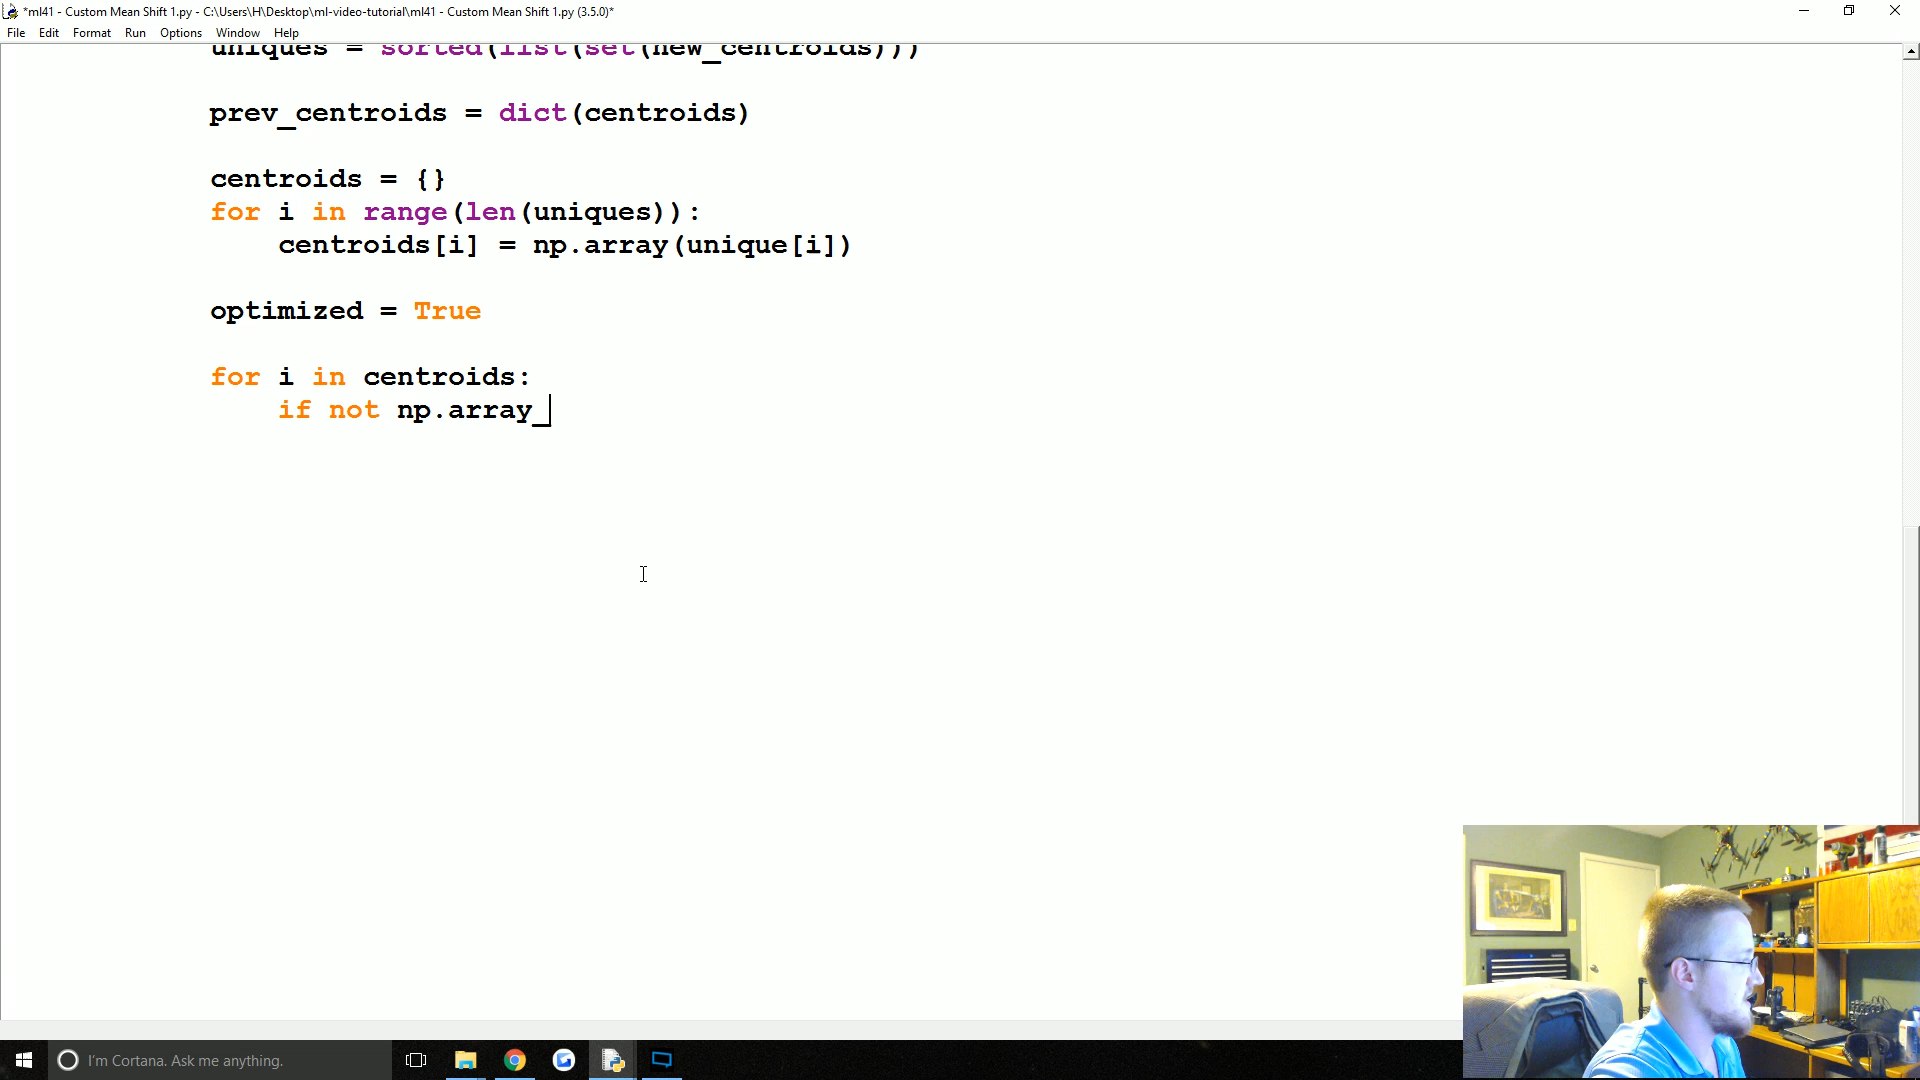 *ml41 - Custom Mean Shift 1.py - C:\Users\H\Desktop\ml-video-tutorial\ml41 - Custom Mean Shift 1.py (3.5.0)*
File Edit Format Run Options Window Help
uniques = sorted(list(set(new_centroids)))
prev_centroids = dict(centroids)
centroids = {}
for i in range(len(uniques)):
centroids[i] = np.array(unique[i])
optimized = True
for i in centroids:
if not np.array_
I'm Cortana. Ask me anything.